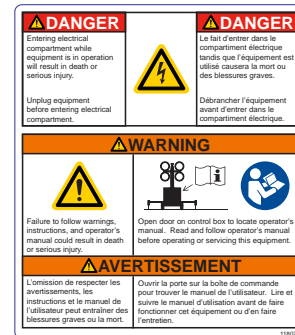 DANGER
Entering electrical
compartment while
equipment is in operation
will result in death or
serious injury.
Unplug equipment
before entering electrical
compartment.
DANGER
Le fait d'entrer dans le
compartiment électrique
tandis que l'équipement est
utilisé causera la mort ou
des blessures graves.
Débrancher l'équipement
avant d'entrer dans le
compartiment électrique.
WARNING
Failure to follow warnings,
instructions, and operator's
manual could result in death
or serious injury.
Open door on control box to locate operator's
manual. Read and follow operator's manual
before operating or servicing this equipment.
AVERTISSEMENT
L'omission de respecter les
avertissements, les
instructions et le manuel de
l'utilisateur peut entraîner des
blessures graves ou la mort.
Ouvrir la porte sur la boîte de commande
pour trouver le manuel de l'utilisateur. Lire et
suivre le manuel d'utilisation avant de faire
fonctionner cet équipement ou d'en faire
l'entretien.